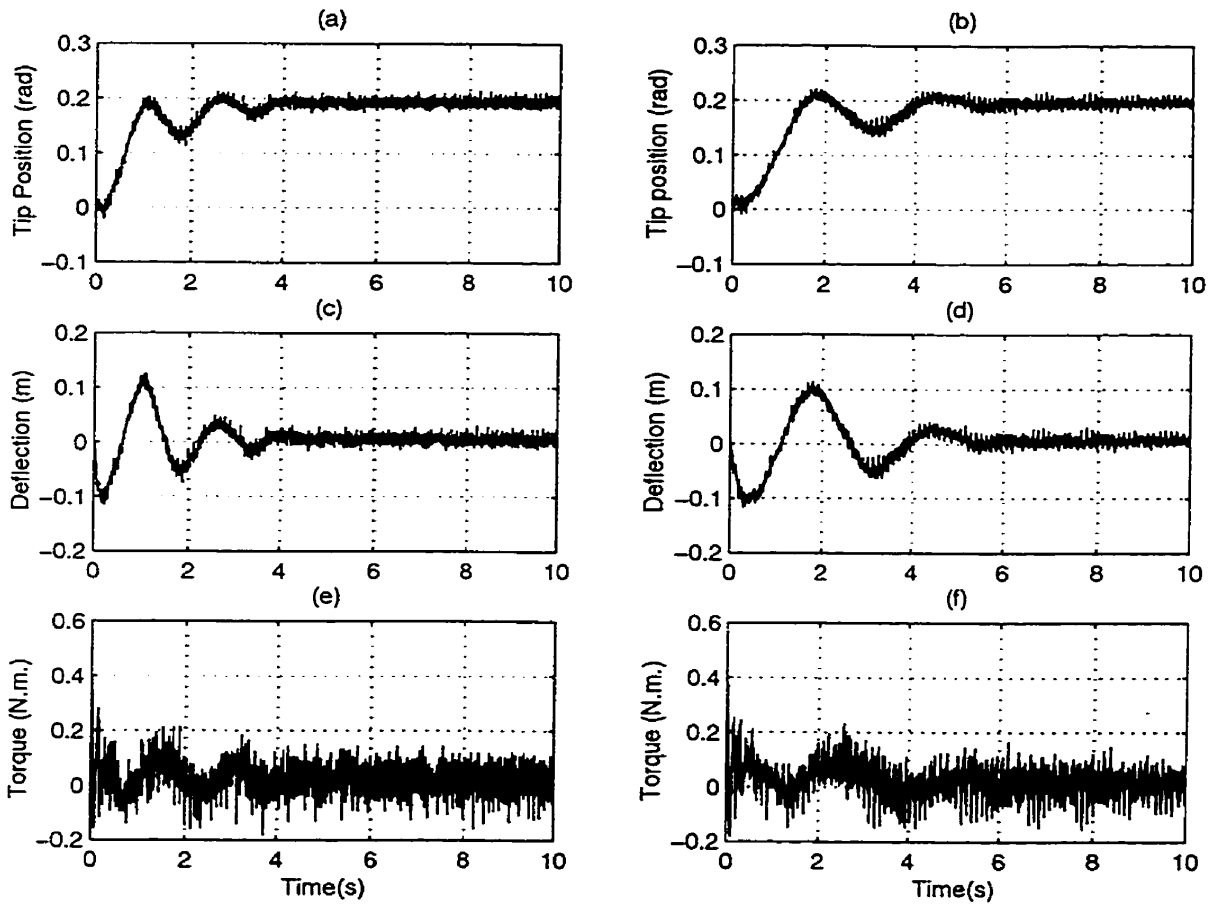 (a)
Tip Position (rad)
0.3
0.2
0.1
0
−0.1
0 2 4 6 8 10
(b)
Tip position (rad)
0.3
0.2
0.1
0
−0.1
0 2 4 6 8 10
(c)
Deflection (m)
0.2
0.1
0
−0.1
−0.2
0 2 4 6 8 10
(d)
Deflection (m)
0.2
0.1
0
−0.1
−0.2
0 2 4 6 8 10
(e)
Torque (N.m.)
0.6
0.4
0.2
0
−0.2
0 2 4 6 8 10
Time(s)
(f)
Torque (N.m.)
0.6
0.4
0.2
0
−0.2
0 2 4 6 8 10
Time(s)